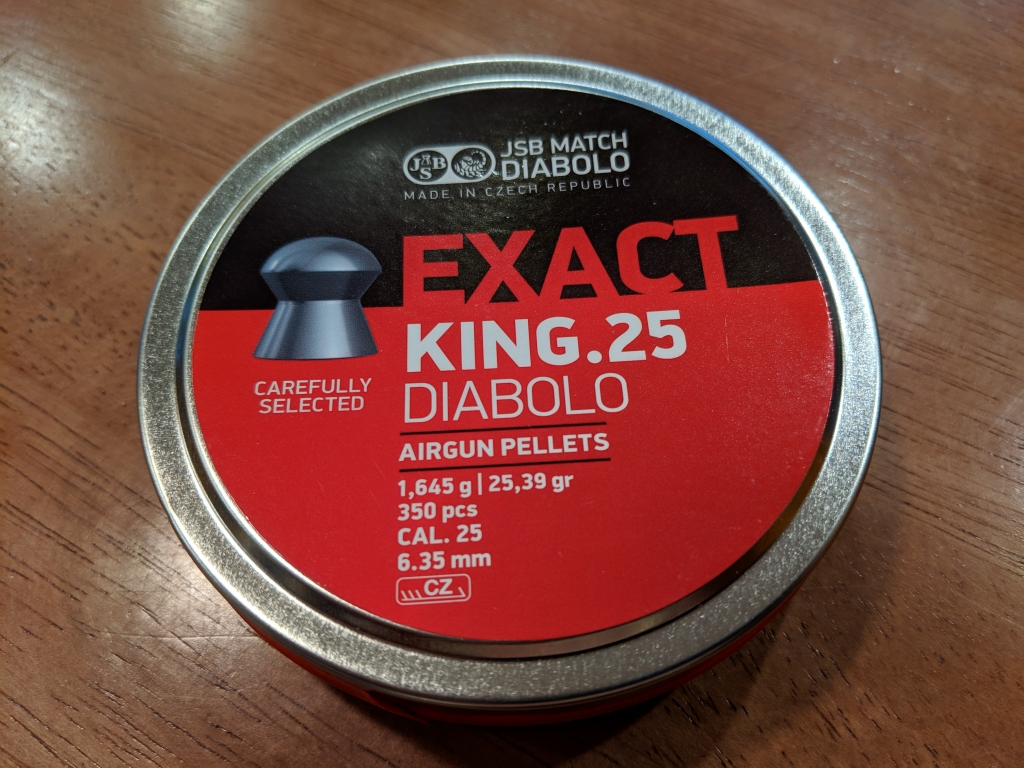 JSB
JSB MATCH
DIABOLO
MADE IN CZECH REPUBLIC
EXACT
KING.25
DIABOLO
CAREFULLY
SELECTED
AIRGUN PELLETS
1,645 g | 25,39 gr
350 pcs
CAL. 25
6.35 mm
CZ